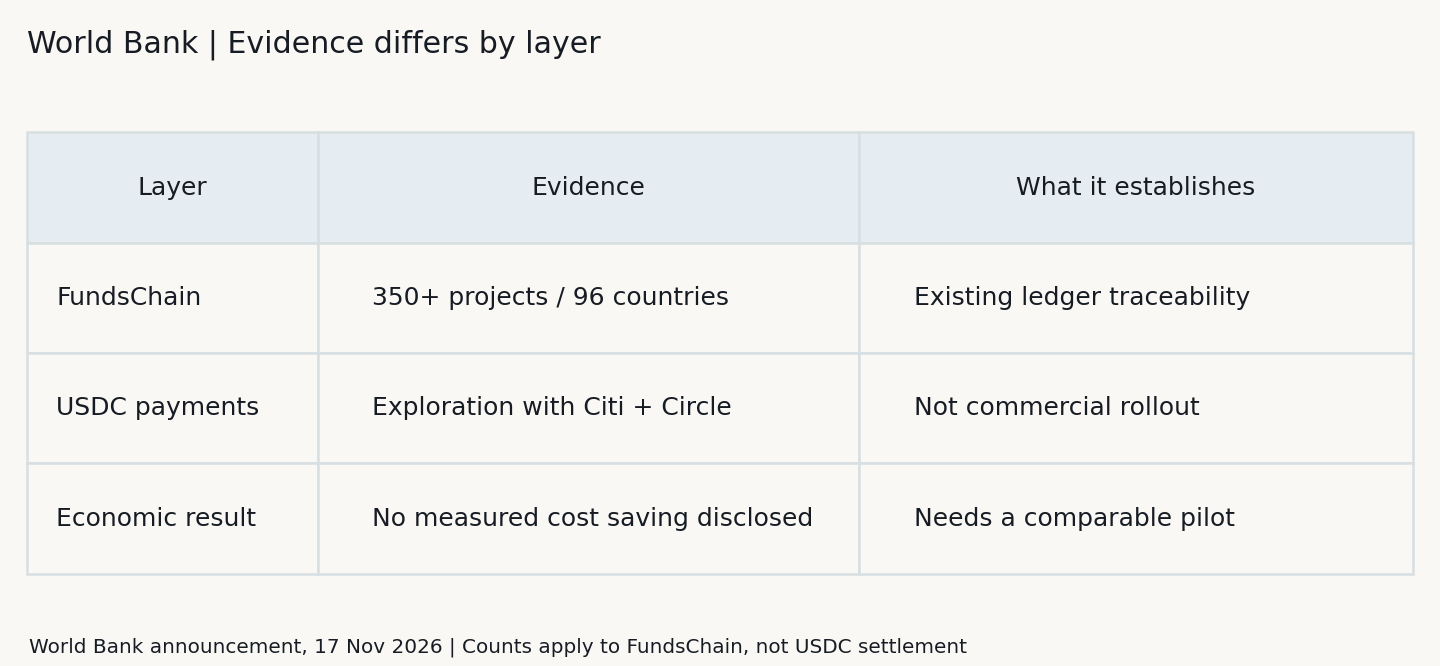 World Bank | Evidence differs by layer
Layer Evidence What it establishes
FundsChain 350+ projects / 96 countries Existing ledger traceability
USDC payments Exploration with Citi + Circle Not commercial rollout
Economic result No measured cost saving disclosed Needs a comparable pilot
World Bank announcement, 17 Nov 2026 | Counts apply to FundsChain, not USDC settlement